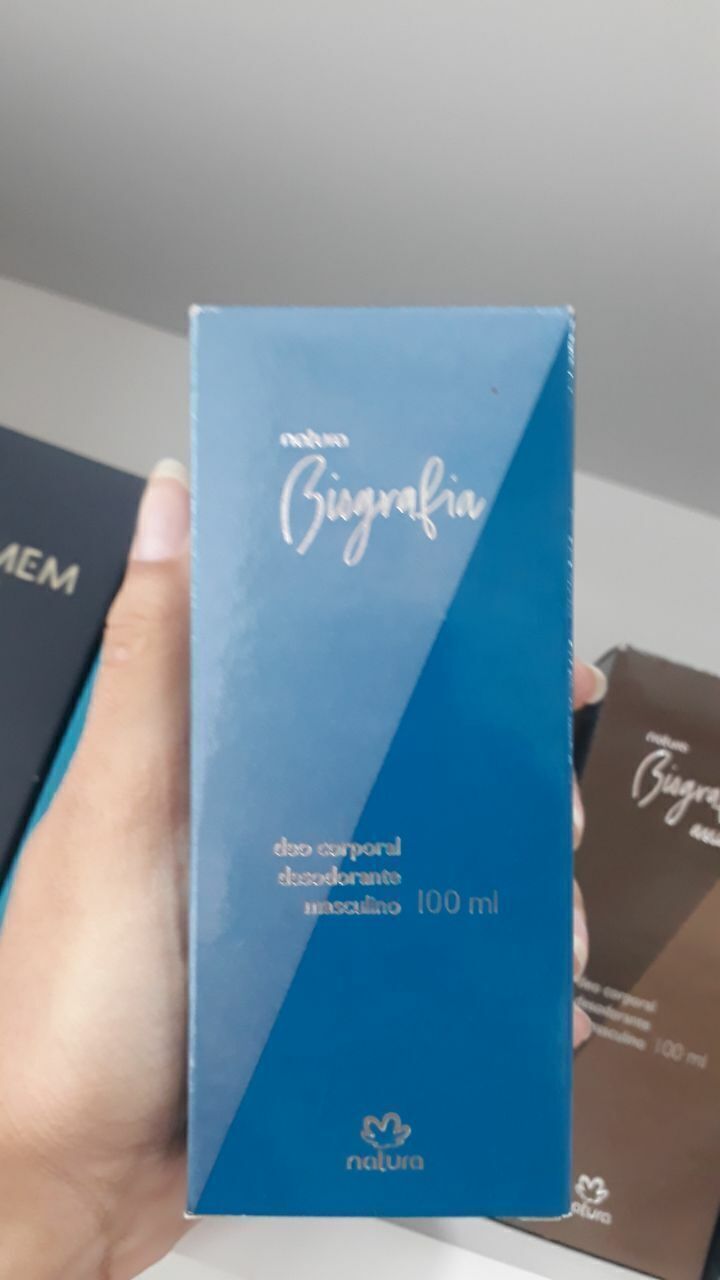 natura
Biografia
deo corporal
desodorante
masculino 100 ml
natura
MEM
natura
deo corporal
desodorante
masculino 100 ml
natura